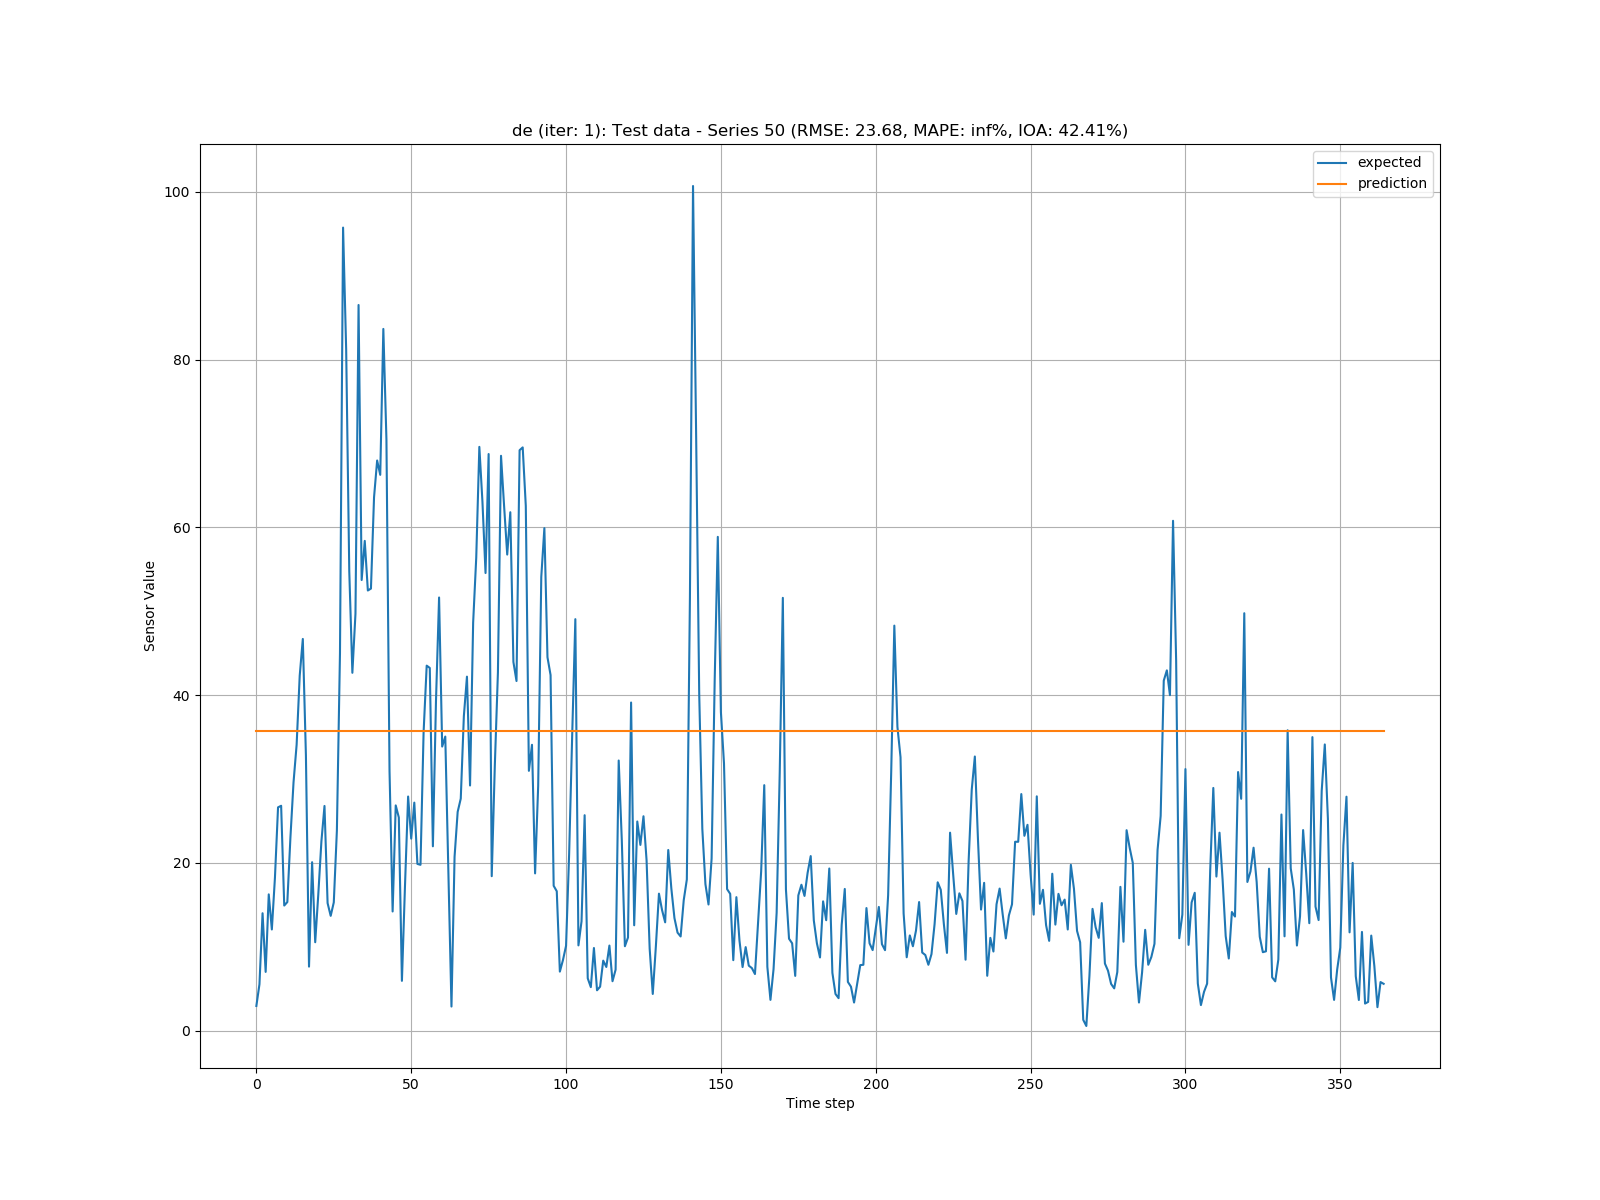 de (iter: 1): Test data - Series 50 (RMSE: 23.68, MAPE: inf%, IOA: 42.41%)
expected
prediction
100
80
60
40
20
0
Sensor Value
0 50 100 150 200 250 300 350
Time step